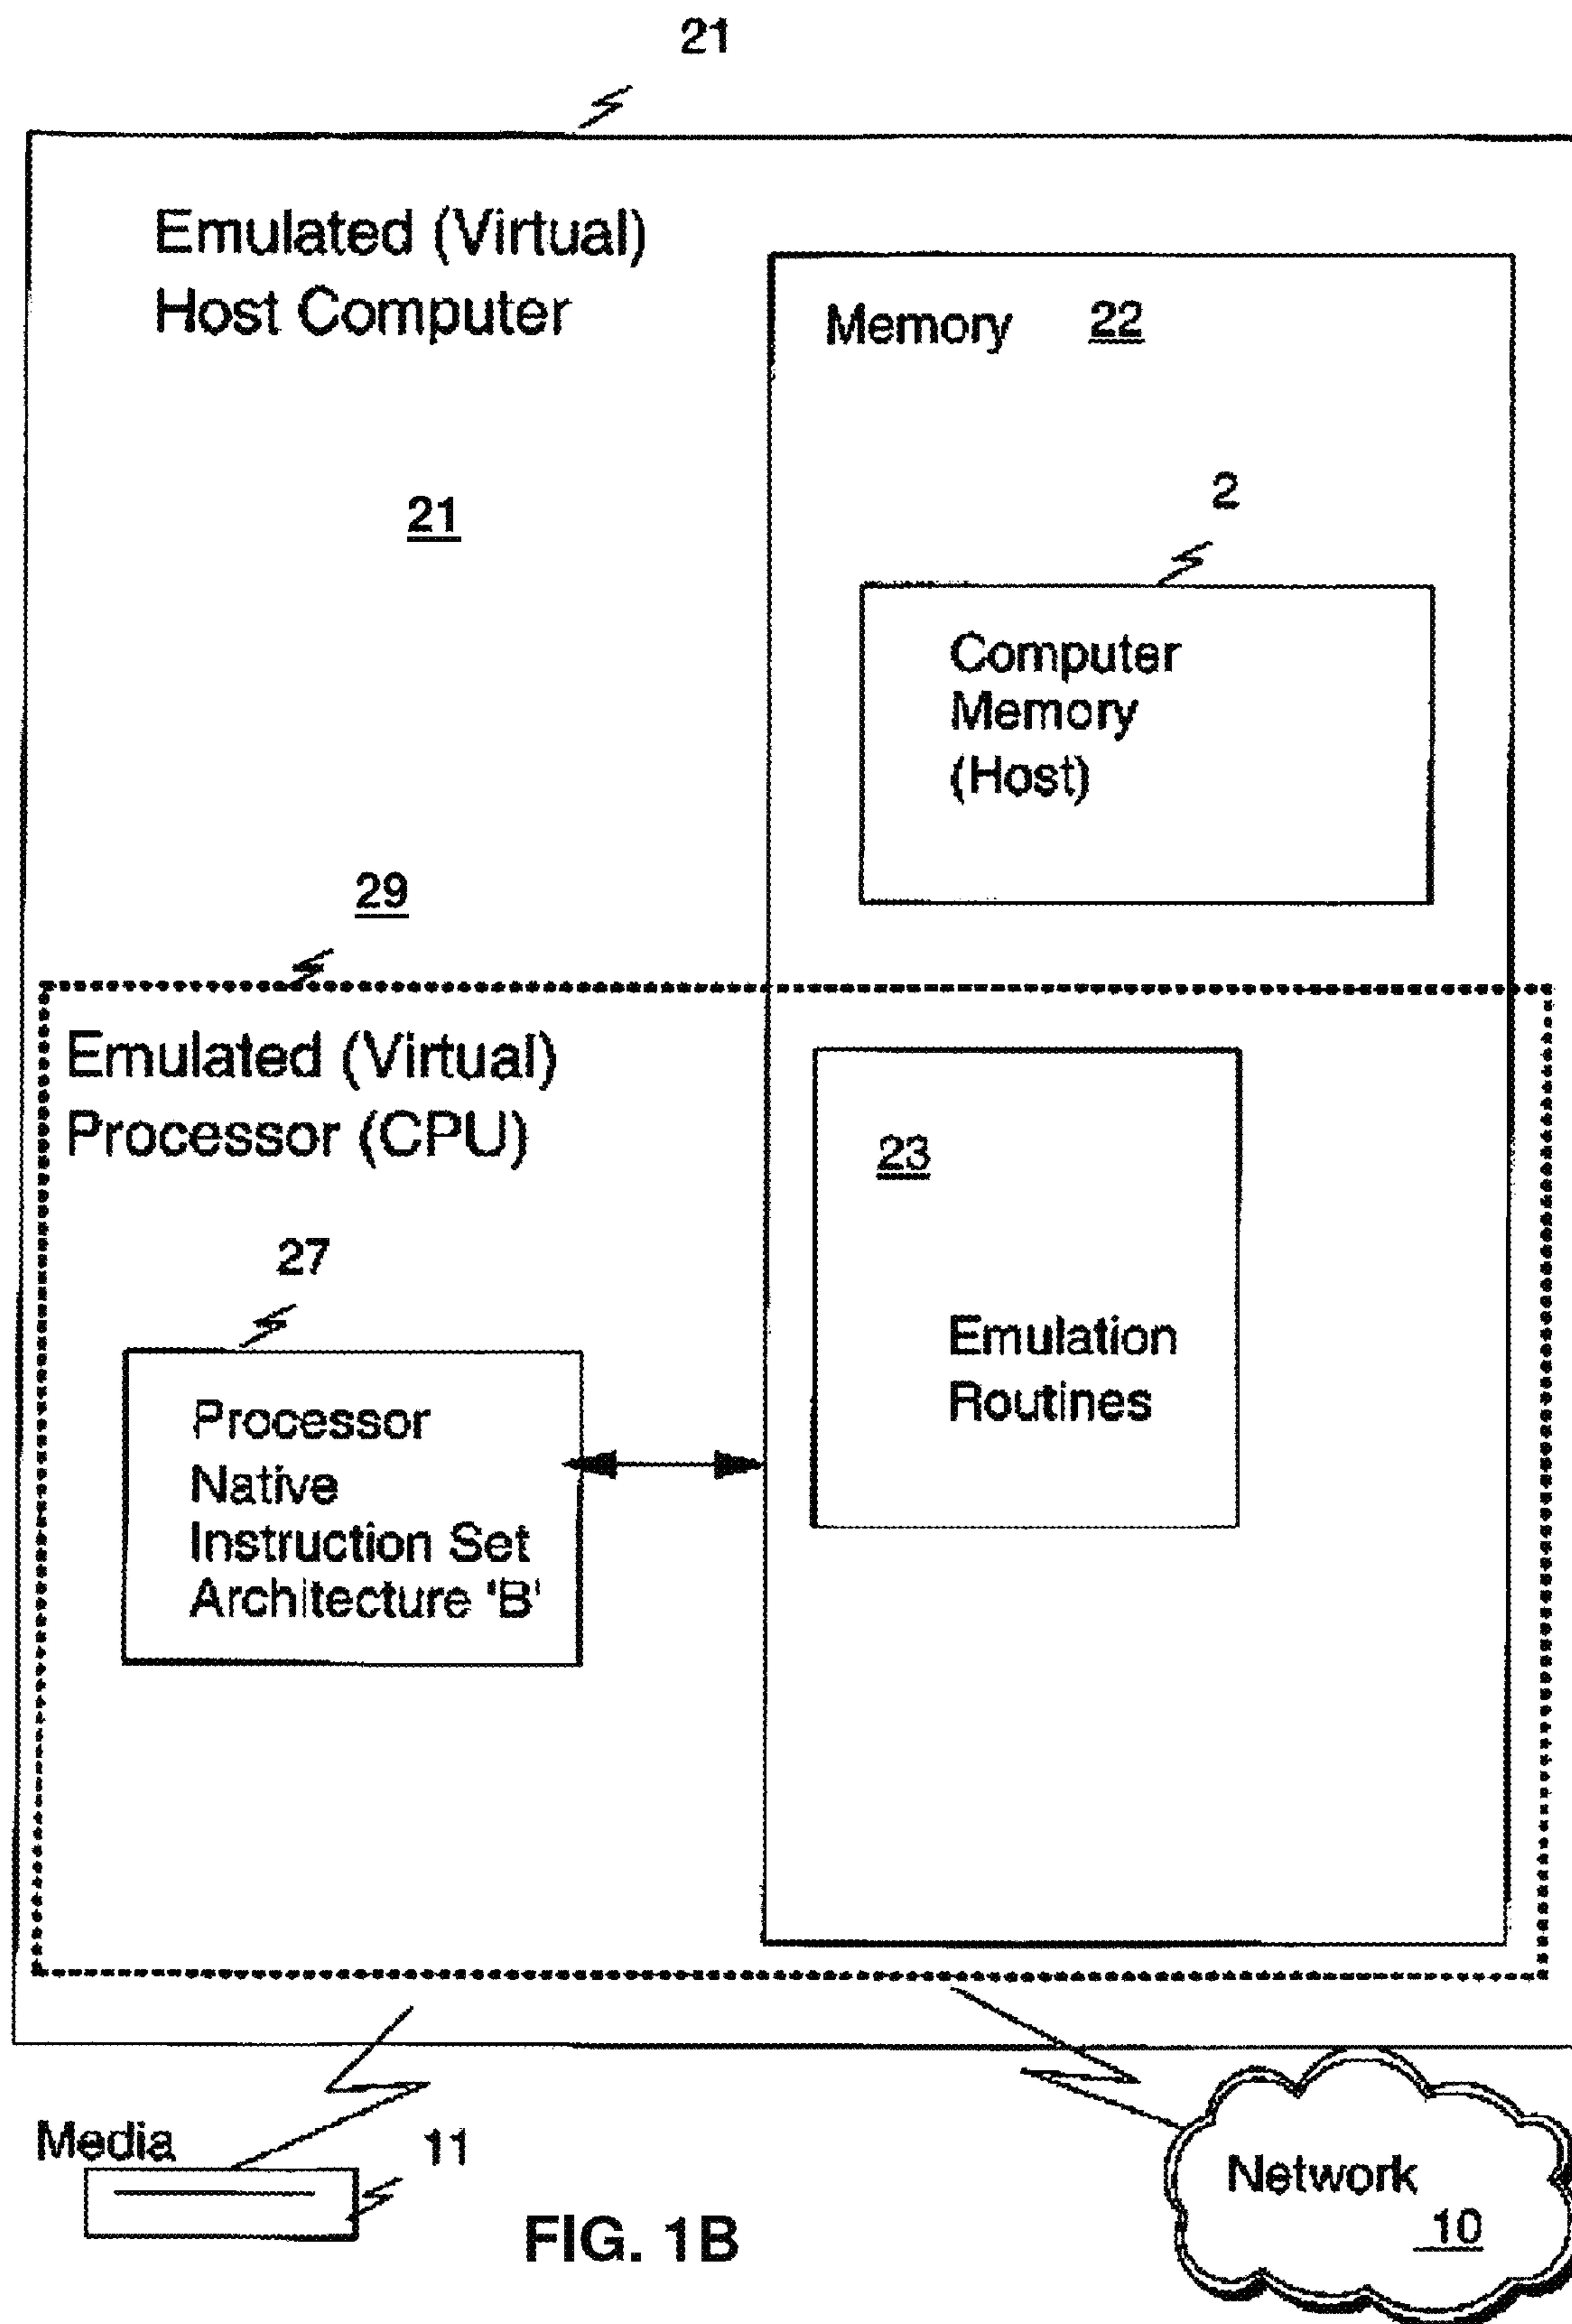 21
Emulated (Virtual)
Host Computer
Memory 22
21
2
Computer
Memory
(Host)
29
Emulated (Virtual)
Processor (CPU)
23
27
Emulation
Routines
Processor
Native
Instruction Set
Architecture 'B'
Media
11
Network
10
FIG. 1B